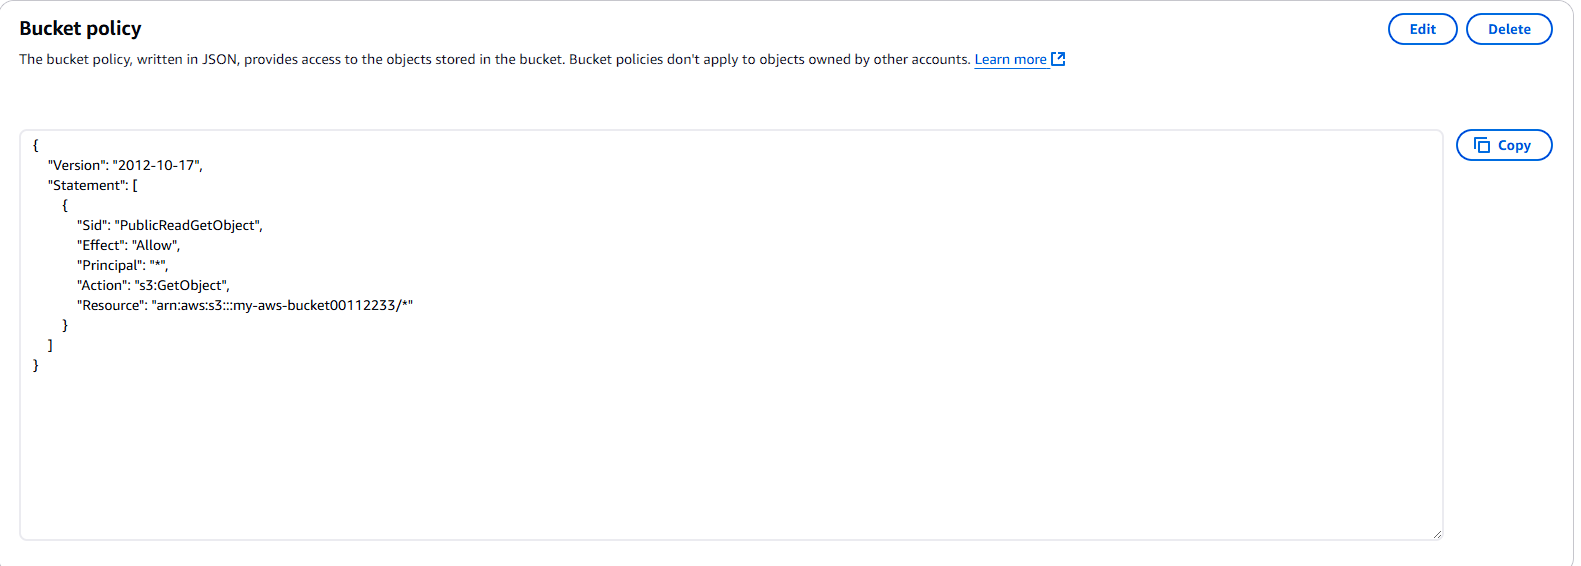 Bucket policy
Edit
Delete
The bucket policy, written in JSON, provides access to the objects stored in the bucket. Bucket policies don't apply to objects owned by other accounts. Learn more
Copy
{
    "Version": "2012-10-17",
    "Statement": [
        {
            "Sid": "PublicReadGetObject",
            "Effect": "Allow",
            "Principal": "*",
            "Action": "s3:GetObject",
            "Resource": "arn:aws:s3:::my-aws-bucket00112233/*"
        }
    ]
}